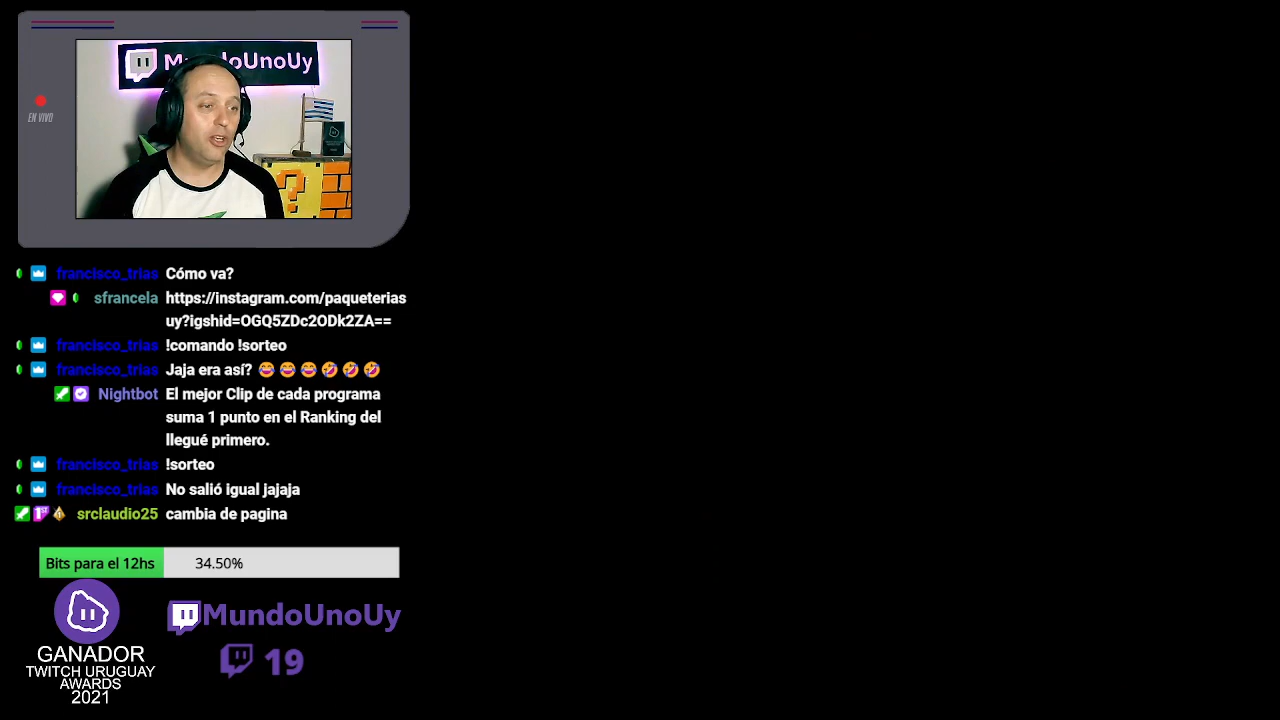 MundoUnoUy
EN VIVO
francisco_trias Cómo va?
sfrancela https://instagram.com/paqueterias
uy?igshid=OGQ5ZDc2ODk2ZA==
francisco_trias !comando !sorteo
francisco_trias Jaja era así? 😂😂😂🤣🤣🤣
Nightbot El mejor Clip de cada programa
suma 1 punto en el Ranking del
llegué primero.
francisco_trias !sorteo
francisco_trias No salió igual jajaja
srclaudio25 cambia de pagina
Bits para el 12hs 34.50%
MundoUnoUy
19
GANADOR
TWITCH URUGUAY
AWARDS
2021